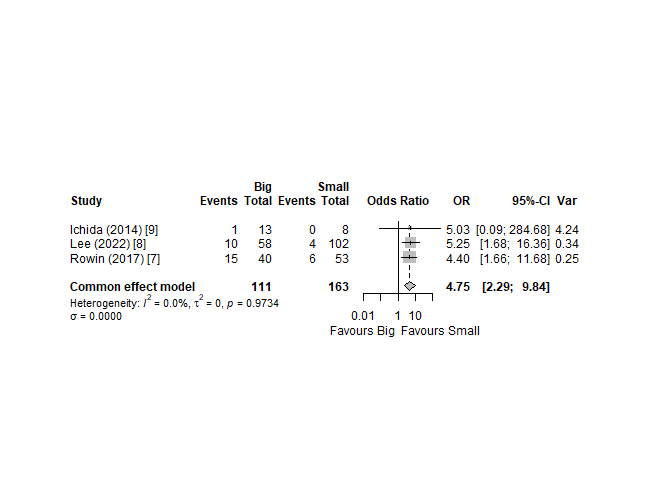 Big Small
Study Events Total Events Total Odds Ratio OR 95%-CI Var
Ichida (2014) [9] 1 13 0 8 5.03 [0.09; 284.68] 4.24
Lee (2022) [8] 10 58 4 102 5.25 [1.68; 16.36] 0.34
Rowin (2017) [7] 15 40 6 53 4.40 [1.66; 11.68] 0.25
Common effect model 111 163 4.75 [2.29; 9.84]
Heterogeneity: I² = 0.0%, τ² = 0, p = 0.9734
σ = 0.0000
0.01 1 10
Favours Big Favours Small